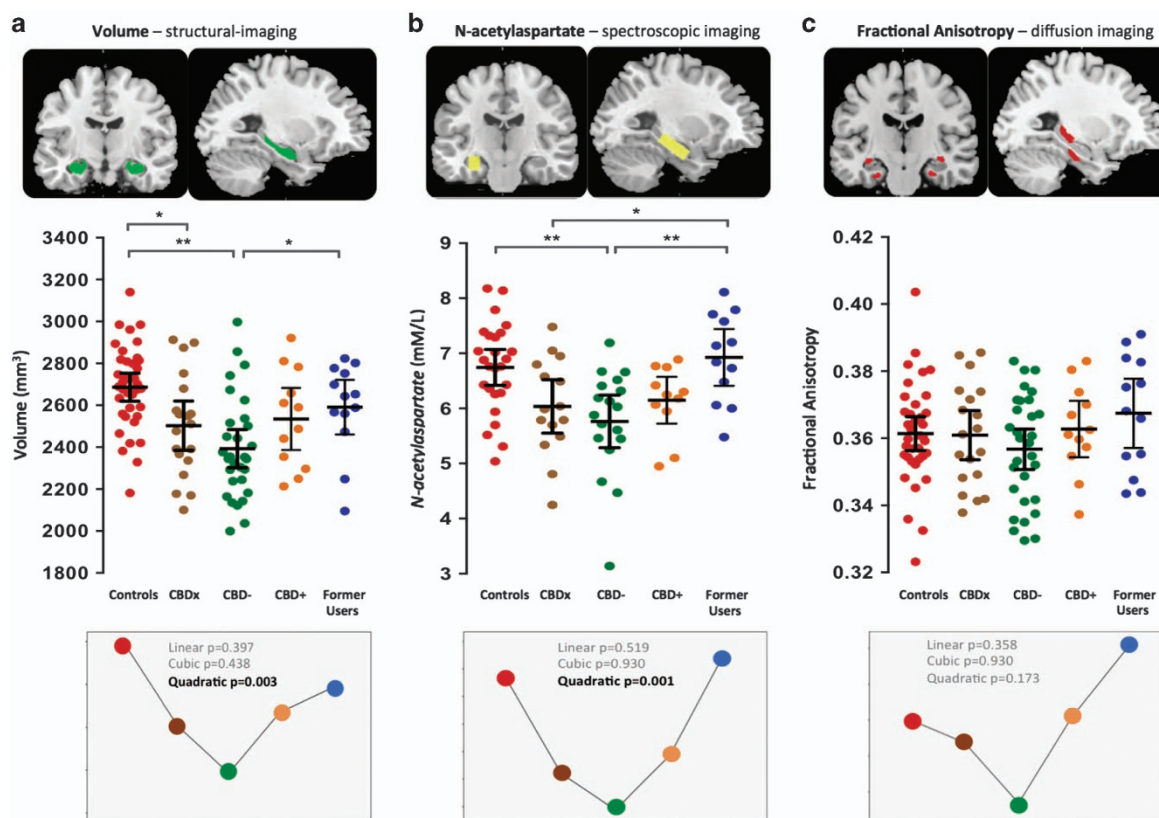 a
Volume – structural-imaging
*
**
*
Volume (mm³)
3400
3200
3000
2800
2600
2400
2200
2000
1800
Controls CBDx CBD- CBD+ Former
Users
Linear p=0.397
Cubic p=0.438
Quadratic p=0.003
b
N-acetylaspartate – spectroscopic imaging
*
**
**
N-acetylaspartate (mM/L)
9
8
7
6
5
4
3
Controls CBDx CBD- CBD+ Former
Users
Linear p=0.519
Cubic p=0.930
Quadratic p=0.001
c
Fractional Anisotropy – diffusion imaging
Fractional Anisotropy
0.42
0.40
0.38
0.36
0.34
0.32
Controls CBDx CBD- CBD+ Former
Users
Linear p=0.358
Cubic p=0.930
Quadratic p=0.173